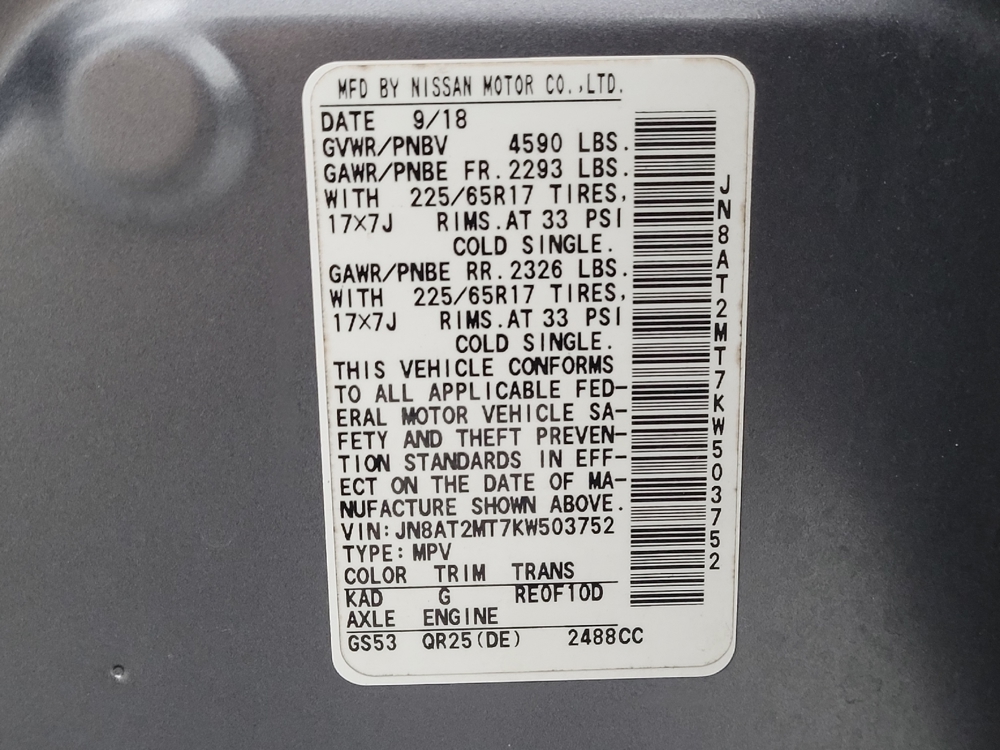 MFD BY NISSAN MOTOR CO.,LTD.
DATE 9/18
GVWR/PNBV 4590 LBS.
GAWR/PNBE FR.2293 LBS.
WITH 225/65R17 TIRES,
17×7J RIMS.AT 33 PSI
COLD SINGLE.
GAWR/PNBE RR.2326 LBS.
WITH 225/65R17 TIRES,
17×7J RIMS.AT 33 PSI
COLD SINGLE.
THIS VEHICLE CONFORMS
TO ALL APPLICABLE FED-
ERAL MOTOR VEHICLE SA-
FETY AND THEFT PREVEN-
TION STANDARDS IN EFF-
ECT ON THE DATE OF MA-
NUFACTURE SHOWN ABOVE.
VIN:JN8AT2MT7KW503752
TYPE:MPV
COLOR TRIM TRANS
KAD G RE0F10D
AXLE ENGINE
GS53 QR25(DE) 2488CC
JN8AT2MT7KW503752